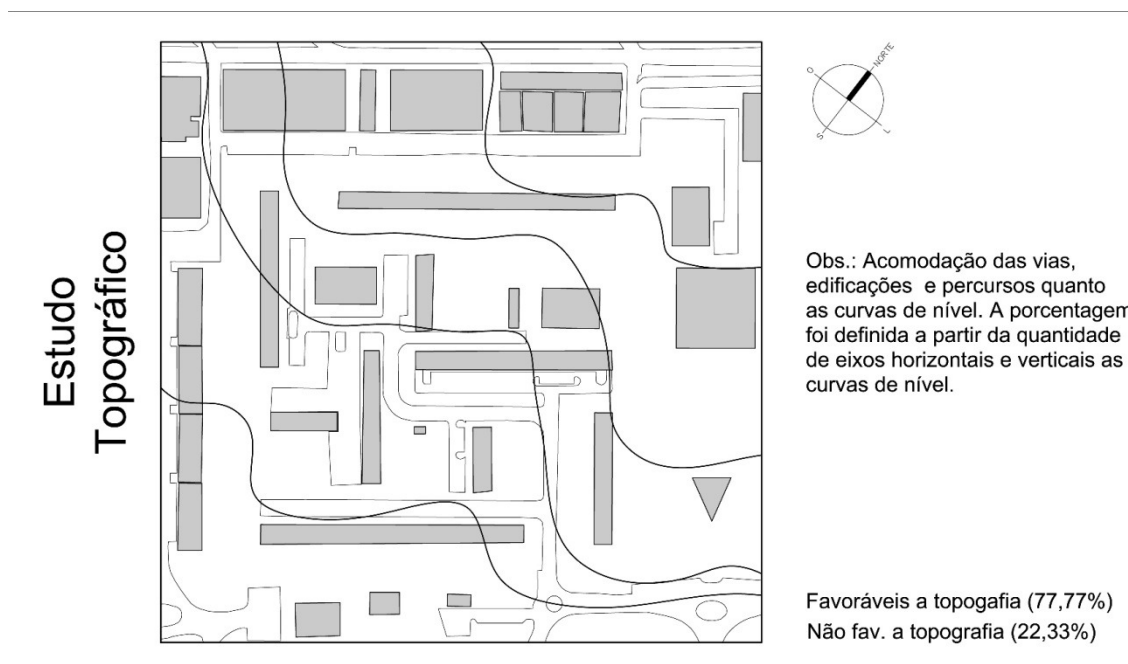 Estudo
Topográfico
O
NORTE
S
L
Obs.: Acomodação das vias,
edificações e percursos quanto
as curvas de nível. A porcentagem
foi definida a partir da quantidade
de eixos horizontais e verticais as
curvas de nível.
Favoráveis a topogafia (77,77%)
Não fav. a topografia (22,33%)